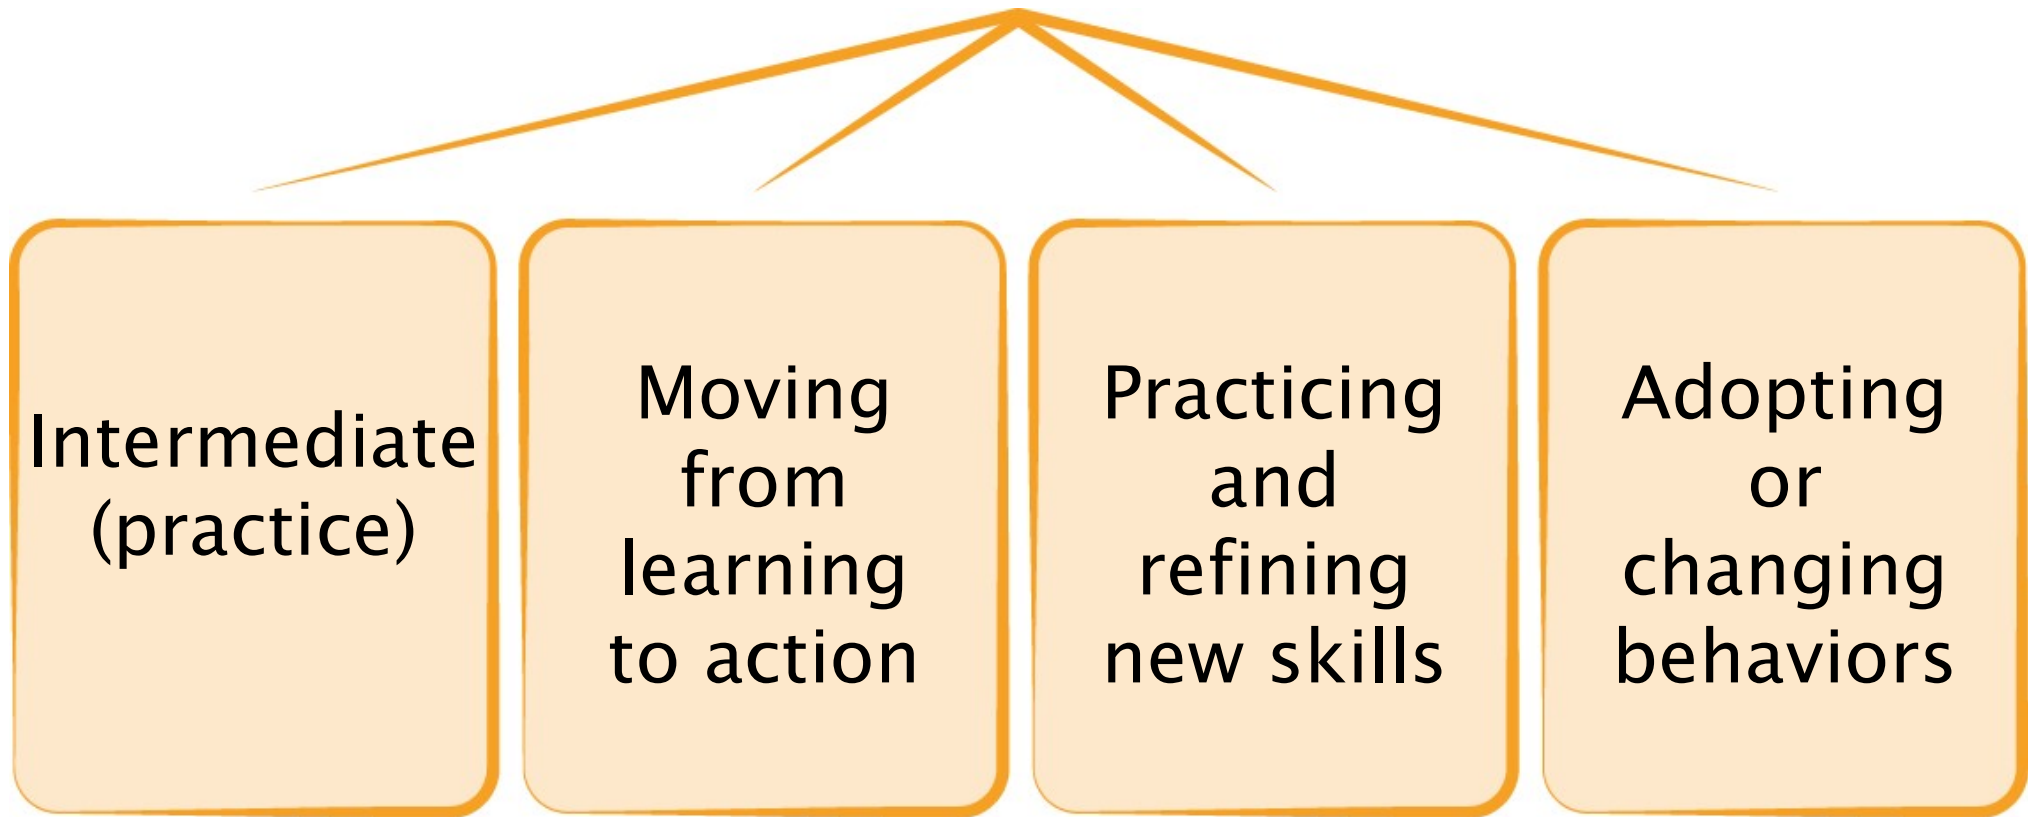 Intermediate
(practice)
Moving
from
learning
to action
Practicing
and
refining
new skills
Adopting
or
changing
behaviors